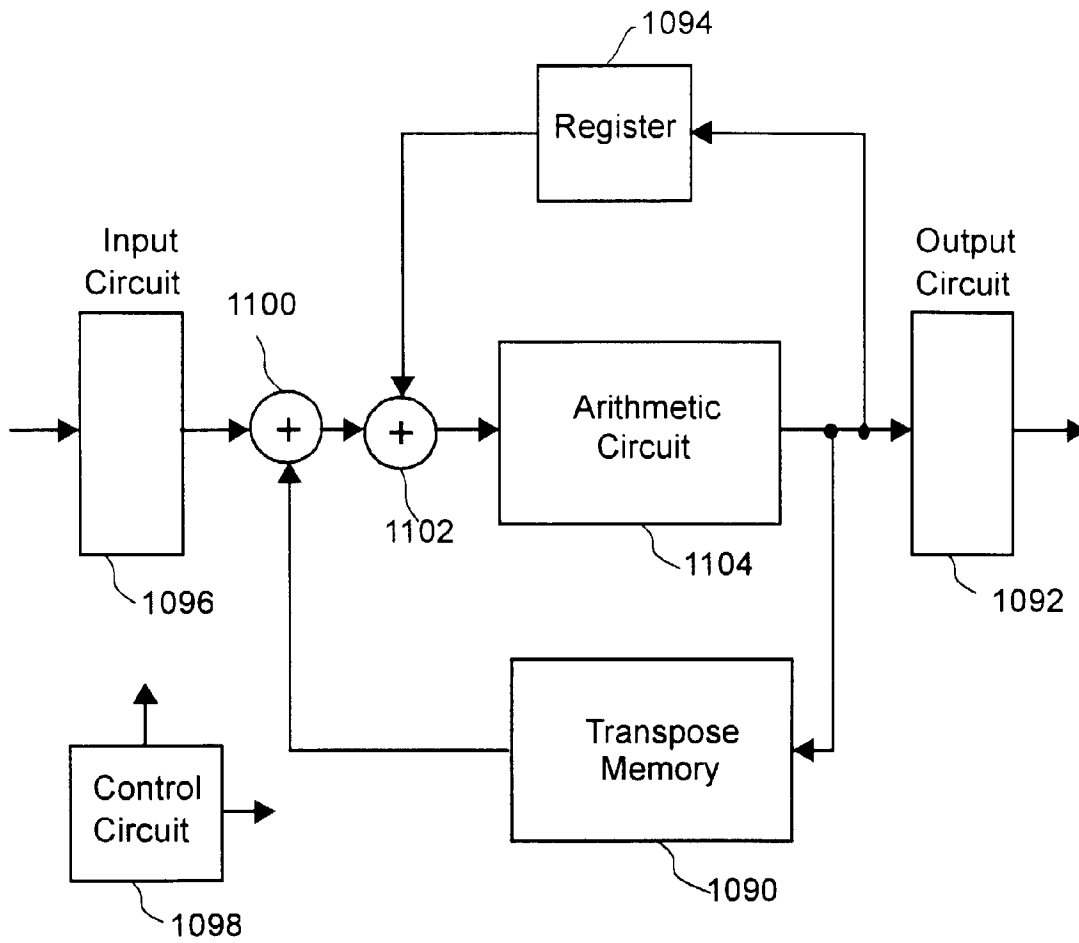 1094
Register
Input
Circuit
Output
Circuit
1100
+
+
Arithmetic
Circuit
1102
1104
1096
1092
Transpose
Memory
Control
Circuit
1090
1098